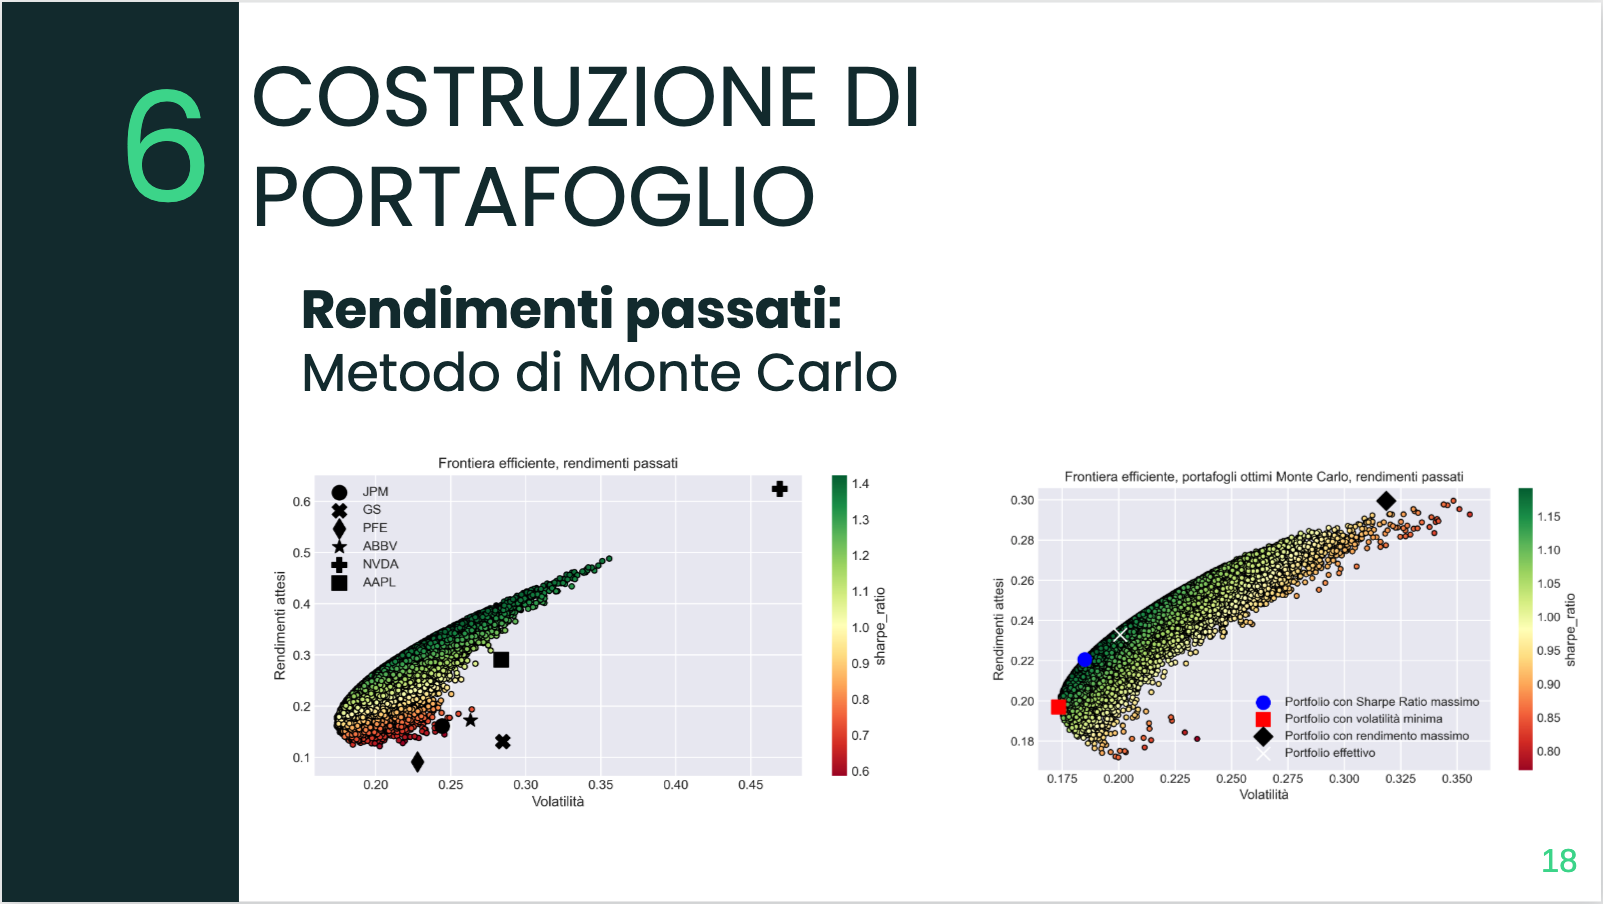 6
COSTRUZIONE DI
PORTAFOGLIO
Rendimenti passati:
Metodo di Monte Carlo
Frontiera efficiente, rendimenti passati
JPM
GS
PFE
ABBV
NVDA
AAPL
0.6
0.5
0.4
0.3
0.2
0.1
Rendimenti attesi
0.20 0.25 0.30 0.35 0.40 0.45
Volatilità
1.4
1.3
1.2
1.1
1.0
0.9
0.8
0.7
0.6
sharpe_ratio
Frontiera efficiente, portafogli ottimi Monte Carlo, rendimenti passati
0.30
0.28
0.26
0.24
0.22
0.20
0.18
Rendimenti attesi
Portfolio con Sharpe Ratio massimo
Portfolio con volatilità minima
Portfolio con rendimento massimo
Portfolio effettivo
0.175 0.200 0.225 0.250 0.275 0.300 0.325 0.350
Volatilità
1.15
1.10
1.05
1.00
0.95
0.90
0.85
0.80
sharpe_ratio
18